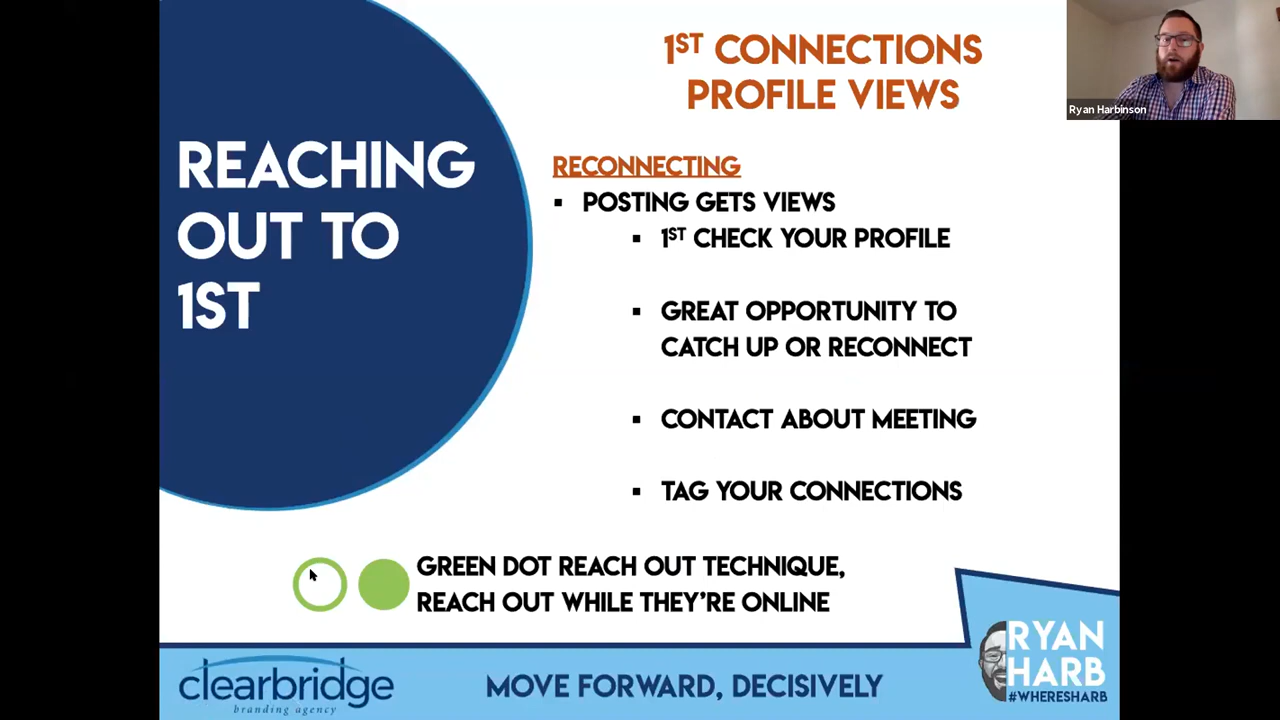 REACHING
OUT TO
1ST
1ST CONNECTIONS
PROFILE VIEWS
RECONNECTING
▪ POSTING GETS VIEWS
▪ 1ST CHECK YOUR PROFILE
▪ GREAT OPPORTUNITY TO
CATCH UP OR RECONNECT
▪ CONTACT ABOUT MEETING
▪ TAG YOUR CONNECTIONS
GREEN DOT REACH OUT TECHNIQUE,
REACH OUT WHILE THEY'RE ONLINE
clearbridge
branding agency
MOVE FORWARD, DECISIVELY
RYAN
HARB
#WHERESHARB
Ryan Harbinson